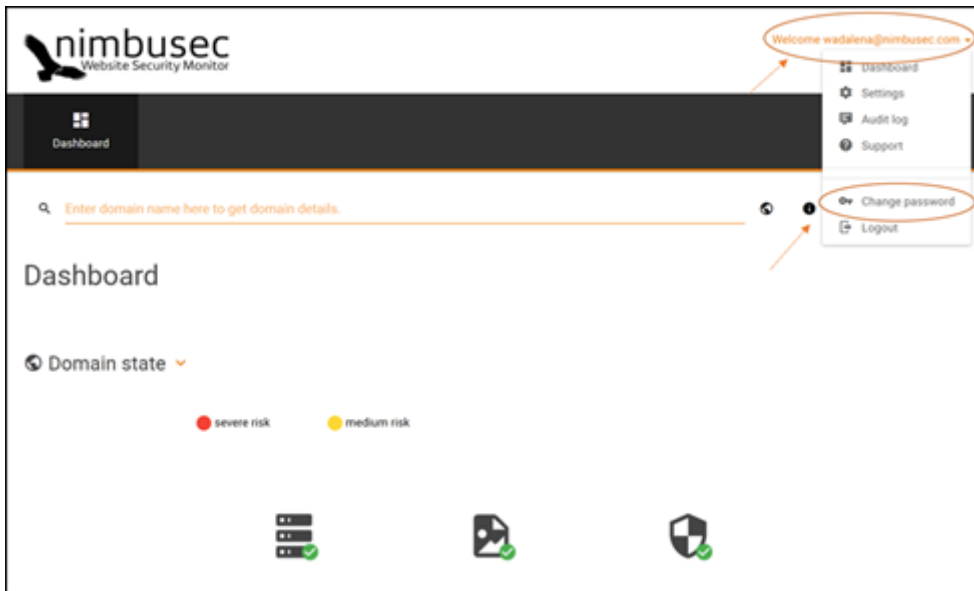 nimbusec
Website Security Monitor
Welcome wadalena@nimbusec.com
Dashboard
Settings
Audit log
Support
Change password
Logout
Dashboard
Enter domain name here to get domain details.
Dashboard
Domain state
severe risk
medium risk